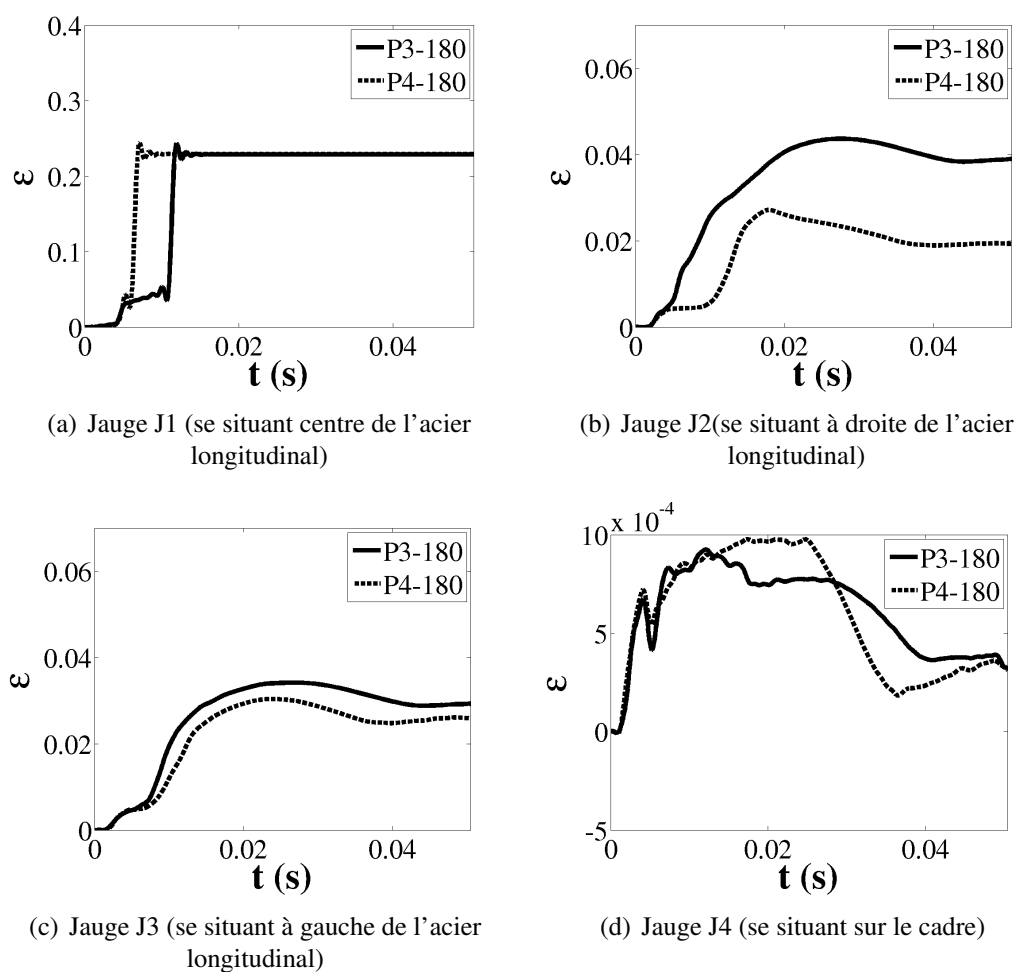 0.4
0.3
0.2
0.1
0
ε
0
0.02
0.04
t (s)
P3-180
P4-180
(a) Jauge J1 (se situant centre de l'acier
longitudinal)
0.06
0.04
0.02
0
ε
0
0.02
0.04
t (s)
P3-180
P4-180
(b) Jauge J2(se situant à droite de l'acier
longitudinal)
0.06
0.04
0.02
0
ε
0
0.02
0.04
t (s)
P3-180
P4-180
(c) Jauge J3 (se situant à gauche de l'acier
longitudinal)
10 x 10⁻⁴
5
0
-5
ε
0
0.02
0.04
t (s)
P3-180
P4-180
(d) Jauge J4 (se situant sur le cadre)